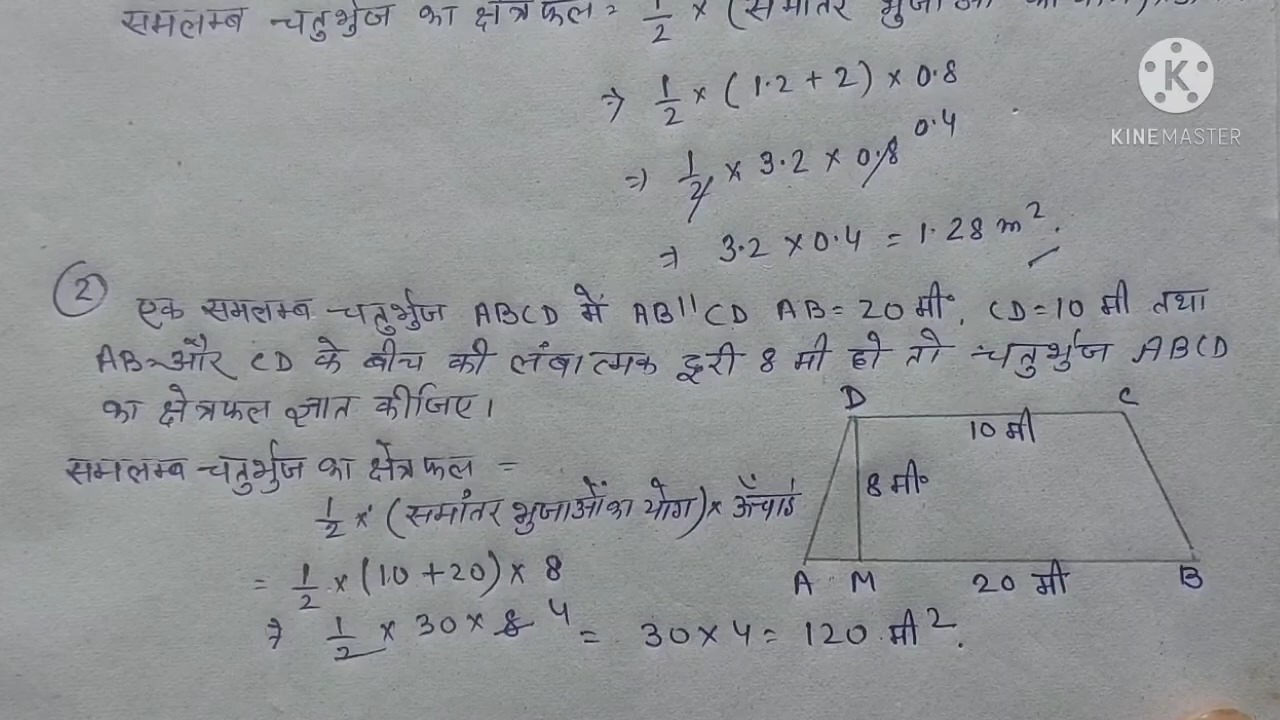 समलम्ब चतुर्भुज का क्षेत्रफल = 1/2 × (समांतर
⇒ 1/2 × (1.2 + 2) × 0.8
⇒ 1/2 × 3.2 × 0.8 0.4
⇒ 3.2 × 0.4 = 1.28 m².
KINEMASTER
② एक समलम्ब चतुर्भुज ABCD में AB || CD AB = 20 मी०, CD = 10 मी तथा
AB और CD के बीच की लंबात्मक दूरी 8 मी हो तो चतुर्भुज ABCD
का क्षेत्रफल ज्ञात कीजिए।
D C
10 मी
8 मी०
A M 20 मी B
समलम्ब चतुर्भुज का क्षेत्रफल =
1/2 × (समांतर भुजाओं का योग) × ऊँचाई
= 1/2 × (10 + 20) × 8
⇒ 1/2 × 30 × 8 4 = 30 × 4 = 120 मी².